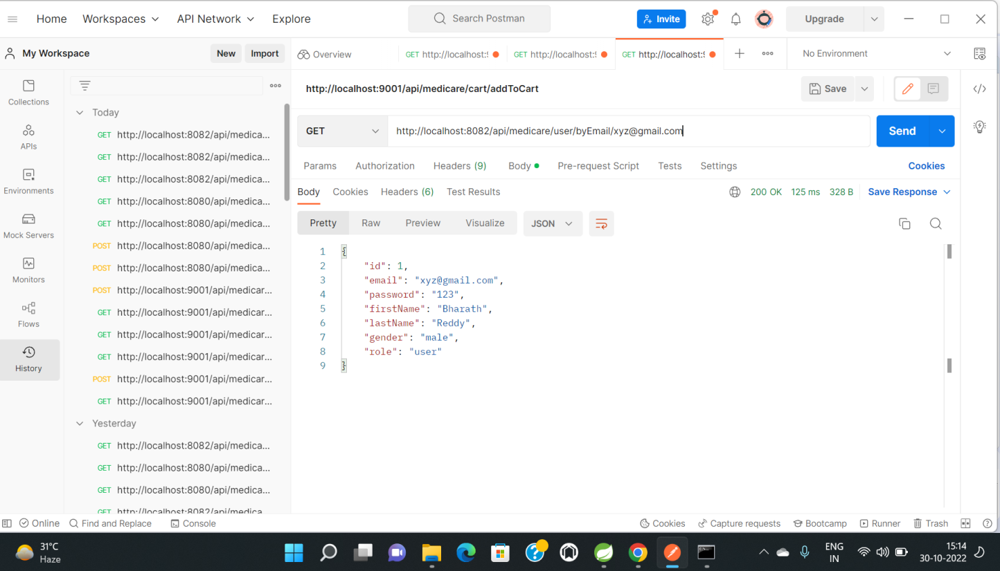 Home Workspaces API Network Explore Search Postman Invite Upgrade
My Workspace New Import Overview GET http://localhost:9 GET http://localhost:9 GET http://localhost:9 No Environment
Collections
APIs
Environments
Mock Servers
Monitors
Flows
History
Today
GET http://localhost:8082/api/medica...
GET http://localhost:8082/api/medica...
GET http://localhost:8082/api/medica...
GET http://localhost:8080/api/medica...
GET http://localhost:8080/api/medica...
POST http://localhost:8080/api/medica...
POST http://localhost:8080/api/medica...
POST http://localhost:9001/api/medicar...
GET http://localhost:9001/api/medicar...
GET http://localhost:9001/api/medicar...
GET http://localhost:9001/api/medicar...
POST http://localhost:9001/api/medicar...
GET http://localhost:9001/api/medicar...
Yesterday
GET http://localhost:8082/api/medica...
GET http://localhost:8080/api/medica...
GET http://localhost:8080/api/medica...
GET http://localhost:8082/api/medica
http://localhost:9001/api/medicare/cart/addToCart Save
GET http://localhost:8082/api/medicare/user/byEmail/xyz@gmail.com Send
Params Authorization Headers (9) Body Pre-request Script Tests Settings Cookies
Body Cookies Headers (6) Test Results 200 OK 125 ms 328 B Save Response
Pretty Raw Preview Visualize JSON
1 {
2 "id": 1,
3 "email": "xyz@gmail.com",
4 "password": "123",
5 "firstName": "Bharath",
6 "lastName": "Reddy",
7 "gender": "male",
8 "role": "user"
9 }
Online Find and Replace Console Cookies Capture requests Bootcamp Runner Trash
31°C
Haze
ENG
IN
15:14
30-10-2022